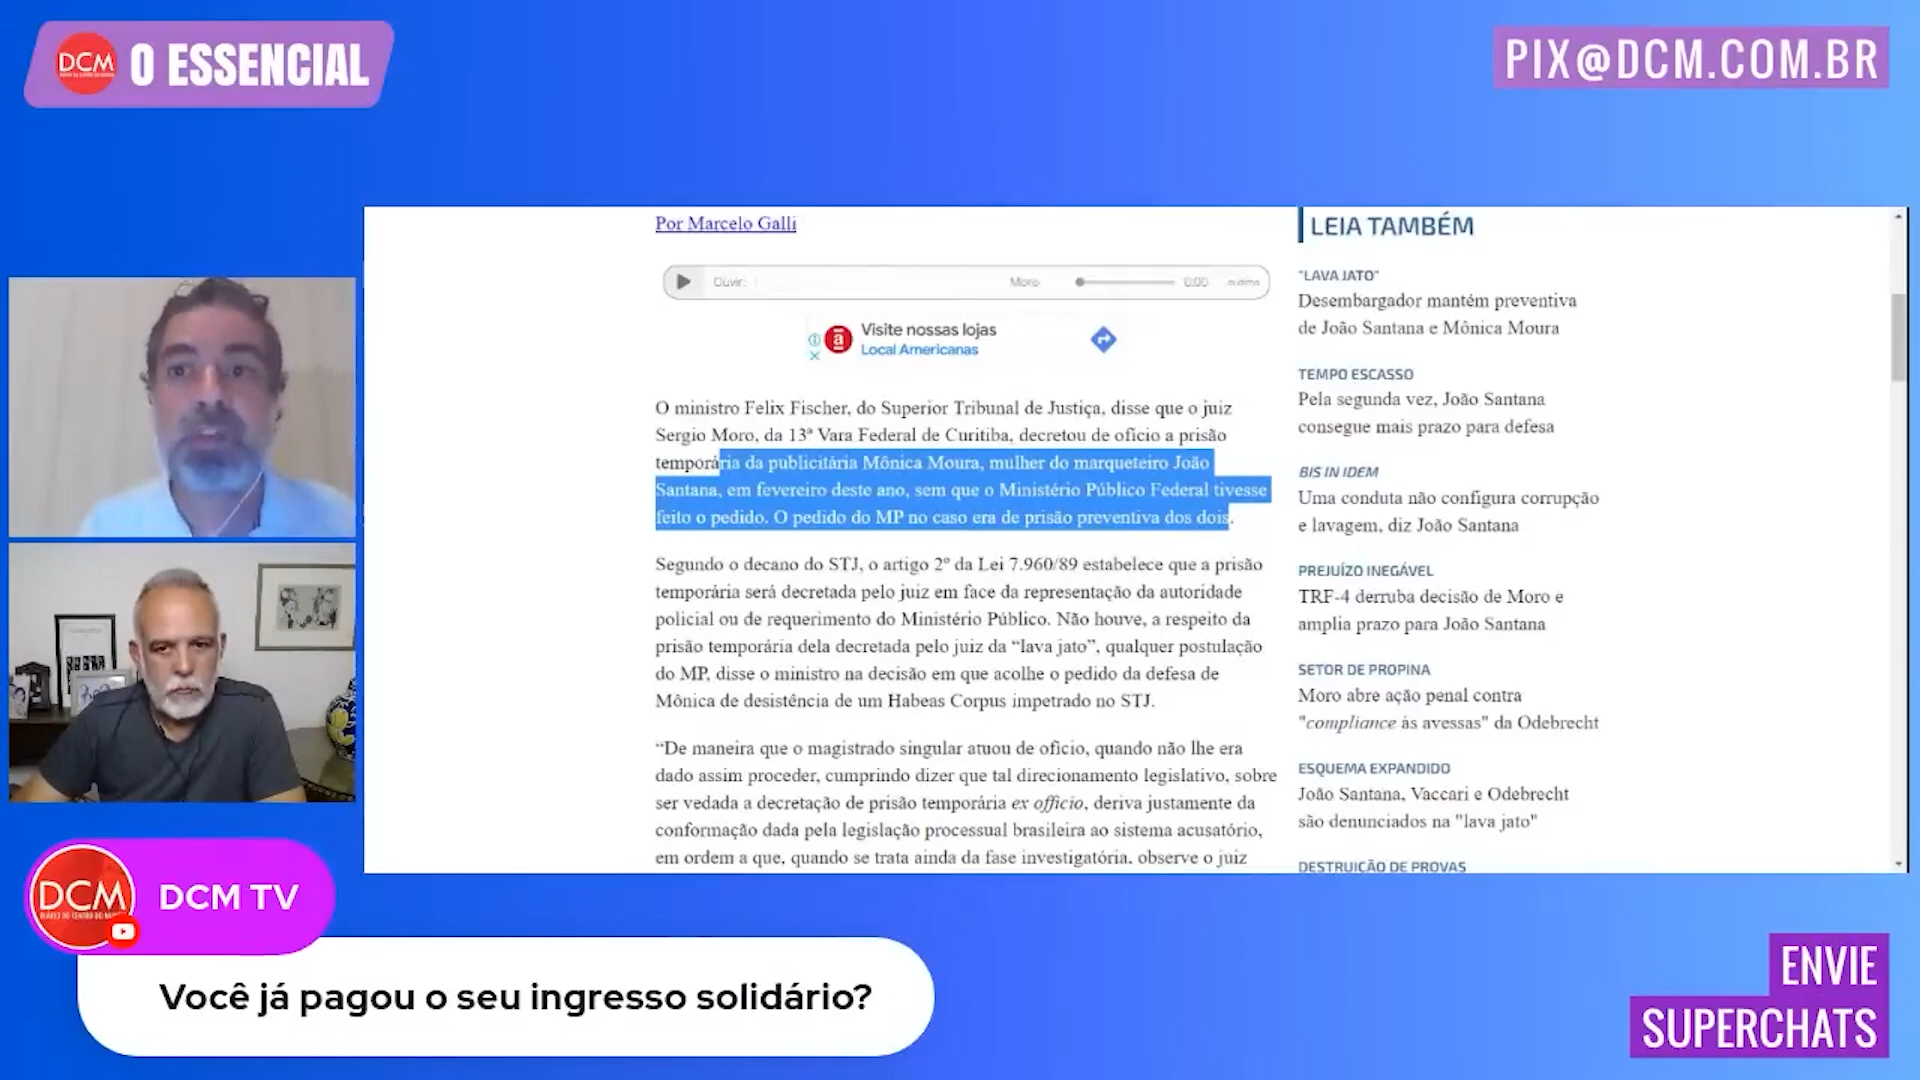 DCM O ESSENCIAL
PIX@DCM.COM.BR
Por Marcelo Galli
Ouvir:
Moro
0:00
Visite nossas lojas
Local Americanas
O ministro Felix Fischer, do Superior Tribunal de Justiça, disse que o juiz
Sergio Moro, da 13ª Vara Federal de Curitiba, decretou de ofício a prisão
temporária da publicitária Mônica Moura, mulher do marqueteiro João
Santana, em fevereiro deste ano, sem que o Ministério Público Federal tivesse
feito o pedido. O pedido do MP no caso era de prisão preventiva dos dois.
Segundo o decano do STJ, o artigo 2º da Lei 7.960/89 estabelece que a prisão
temporária será decretada pelo juiz em face da representação da autoridade
policial ou de requerimento do Ministério Público. Não houve, a respeito da
prisão temporária dela decretada pelo juiz da “lava jato”, qualquer postulação
do MP, disse o ministro na decisão em que acolhe o pedido da defesa de
Mônica de desistência de um Habeas Corpus impetrado no STJ.
“De maneira que o magistrado singular atuou de ofício, quando não lhe era
dado assim proceder, cumprindo dizer que tal direcionamento legislativo, sobre
ser vedada a decretação de prisão temporária ex officio, deriva justamente da
conformação dada pela legislação processual brasileira ao sistema acusatório,
em ordem a que, quando se trata ainda da fase investigatória, observe o juiz
LEIA TAMBÉM
"LAVA JATO"
Desembargador mantém preventiva
de João Santana e Mônica Moura
TEMPO ESCASSO
Pela segunda vez, João Santana
consegue mais prazo para defesa
BIS IN IDEM
Uma conduta não configura corrupção
e lavagem, diz João Santana
PREJUÍZO INEGÁVEL
TRF-4 derruba decisão de Moro e
amplia prazo para João Santana
SETOR DE PROPINA
Moro abre ação penal contra
"compliance às avessas" da Odebrecht
ESQUEMA EXPANDIDO
João Santana, Vaccari e Odebrecht
são denunciados na "lava jato"
DESTRUIÇÃO DE PROVAS
DCM
DCM TV
Você já pagou o seu ingresso solidário?
ENVIE
SUPERCHATS